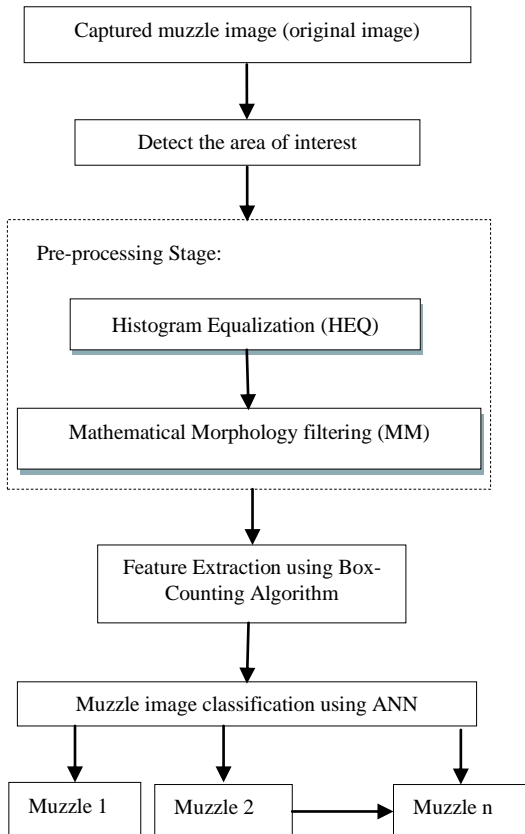 Captured muzzle image (original image)
Detect the area of interest
Pre-processing Stage:
Histogram Equalization (HEQ)
Mathematical Morphology filtering (MM)
Feature Extraction using Box-
Counting Algorithm
Muzzle image classification using ANN
Muzzle 1
Muzzle 2
Muzzle n